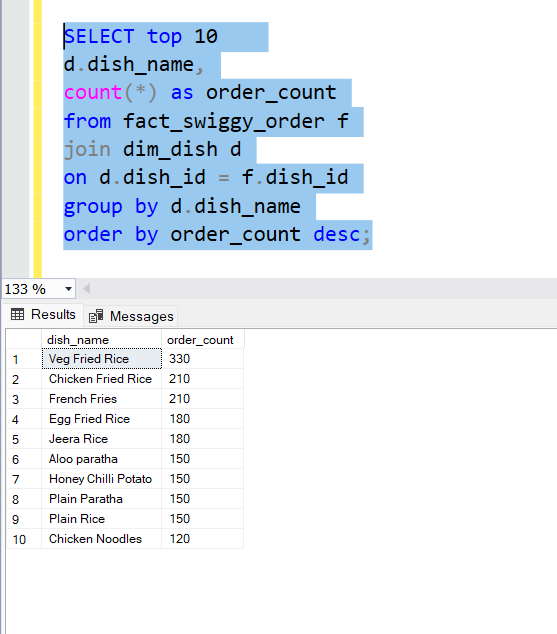 SELECT top 10
d.dish_name,
count(*) as order_count
from fact_swiggy_order f
join dim_dish d
on d.dish_id = f.dish_id
group by d.dish_name
order by order_count desc;
133 %
Results Messages
dish_name order_count
1 Veg Fried Rice 330
2 Chicken Fried Rice 210
3 French Fries 210
4 Egg Fried Rice 180
5 Jeera Rice 180
6 Aloo paratha 150
7 Honey Chilli Potato 150
8 Plain Paratha 150
9 Plain Rice 150
10 Chicken Noodles 120